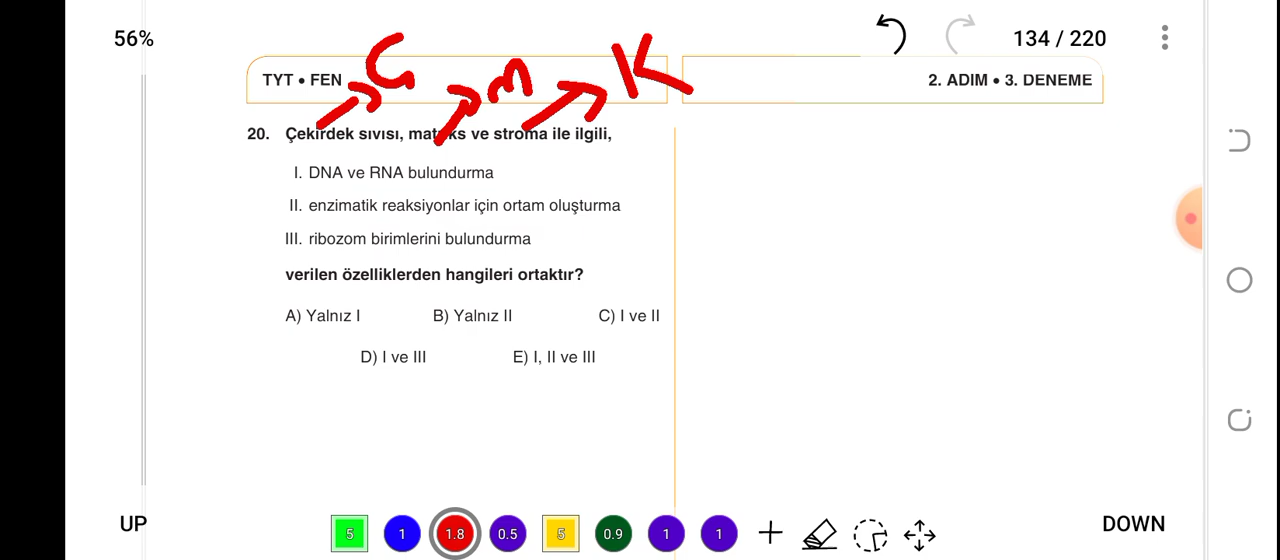 56%
134 / 220
Ç
M
K
TYT • FEN
2. ADIM • 3. DENEME
20. Çekirdek sıvısı, matriks ve stroma ile ilgili,
I. DNA ve RNA bulundurma
II. enzimatik reaksiyonlar için ortam oluşturma
III. ribozom birimlerini bulundurma
verilen özelliklerden hangileri ortaktır?
A) Yalnız I B) Yalnız II C) I ve II
D) I ve III E) I, II ve III
UP
5 1 1.8 0.5 5 0.9 1 1
DOWN